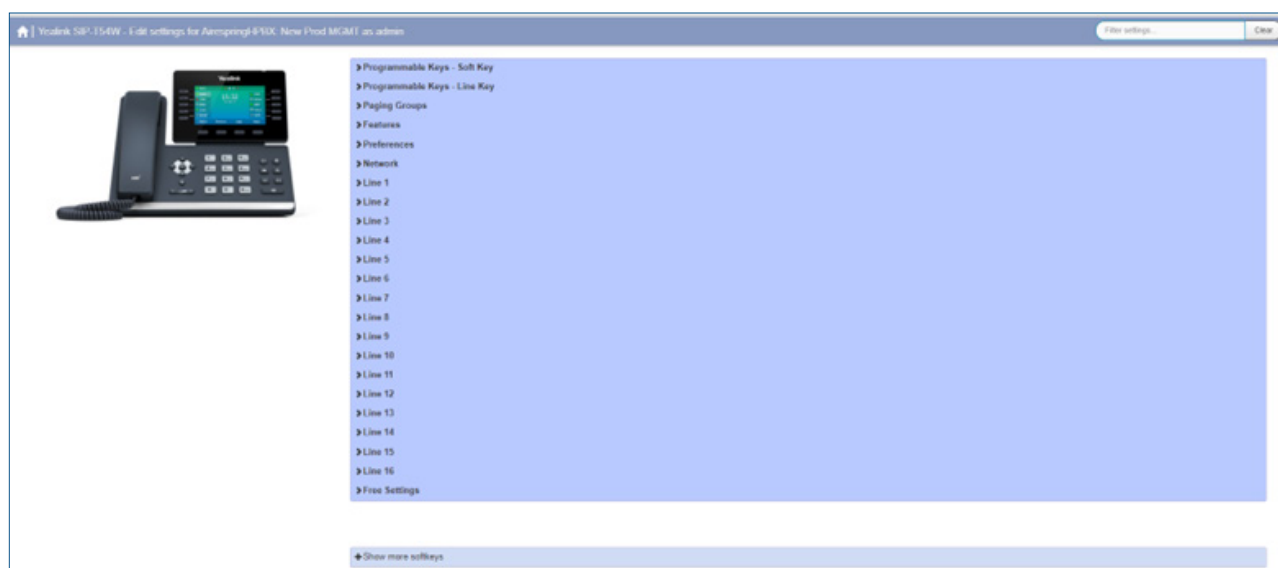 Yealink SIP-T54W - Edit settings for AirespringHPBX: New Prod MGMT as admin
Filter settings...
Clear
Yealink
Programmable Keys - Soft Key
Programmable Keys - Line Key
Paging Groups
Features
Preferences
Network
Line 1
Line 2
Line 3
Line 4
Line 5
Line 6
Line 7
Line 8
Line 9
Line 10
Line 11
Line 12
Line 13
Line 14
Line 15
Line 16
Free Settings
Show more softkeys